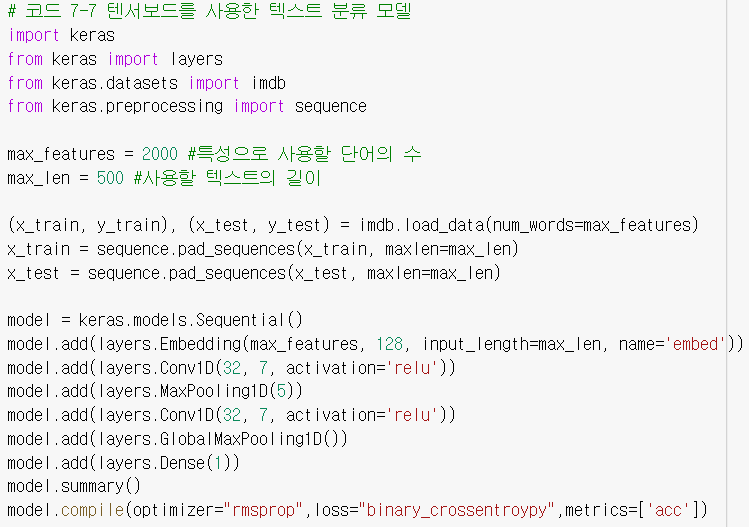 # 코드 7-7 텐서보드를 사용한 텍스트 분류 모델
import keras
from keras import layers
from keras.datasets import imdb
from keras.preprocessing import sequence

max_features = 2000 #특성으로 사용할 단어의 수
max_len = 500 #사용할 텍스트의 길이

(x_train, y_train), (x_test, y_test) = imdb.load_data(num_words=max_features)
x_train = sequence.pad_sequences(x_train, maxlen=max_len)
x_test = sequence.pad_sequences(x_test, maxlen=max_len)

model = keras.models.Sequential()
model.add(layers.Embedding(max_features, 128, input_length=max_len, name='embed'))
model.add(layers.Conv1D(32, 7, activation='relu'))
model.add(layers.MaxPooling1D(5))
model.add(layers.Conv1D(32, 7, activation='relu'))
model.add(layers.GlobalMaxPooling1D())
model.add(layers.Dense(1))
model.summary()
model.compile(optimizer="rmsprop",loss="binary_crossentroypy",metrics=['acc'])